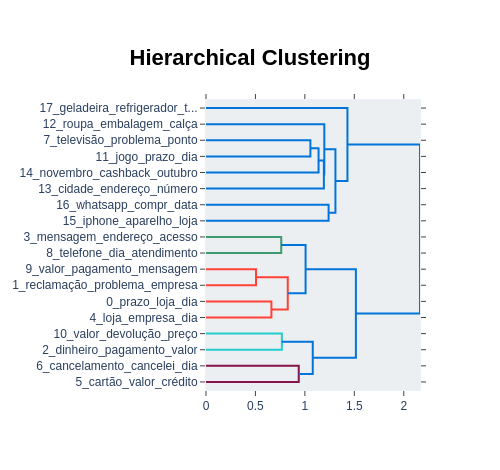 Hierarchical Clustering
17_geladeira_refrigerador_t...
12_roupa_embalagem_calça
7_televisão_problema_ponto
11_jogo_prazo_dia
14_novembro_cashback_outubro
13_cidade_endereço_número
16_whatsapp_compr_data
15_iphone_aparelho_loja
3_mensagem_endereço_acesso
8_telefone_dia_atendimento
9_valor_pagamento_mensagem
1_reclamação_problema_empresa
0_prazo_loja_dia
4_loja_empresa_dia
10_valor_devolução_preço
2_dinheiro_pagamento_valor
6_cancelamento_cancelei_dia
5_cartão_valor_crédito
0 0.5 1 1.5 2